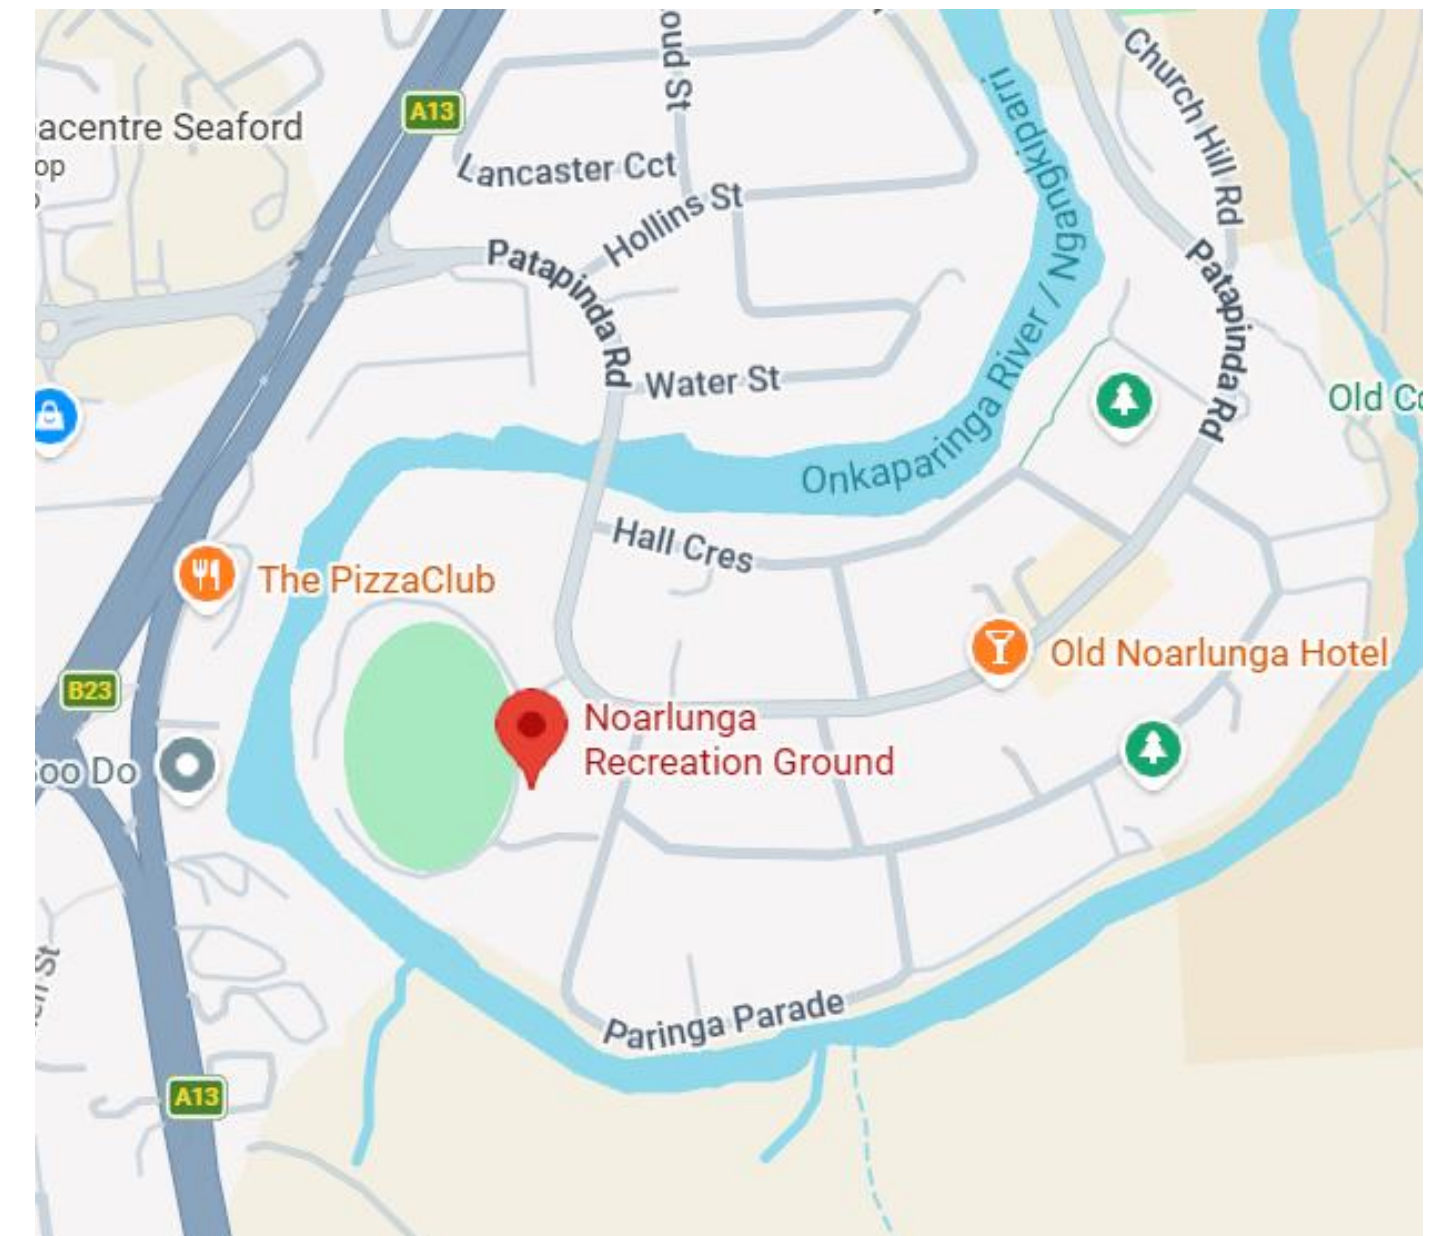 A13
acentre Seaford
op
oud St
Lancaster Cct
Hollins St
Patapinda Rd
Water St
Church Hill Rd
Patapinda Rd
Onkaparinga River / Ngangkiparri
Old Co
Hall Cres
The PizzaClub
Old Noarlunga Hotel
B23
Noarlunga
Recreation Ground
oo Do
Paringa Parade
St
A13